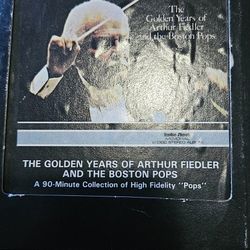 The
Golden Years of
Arthur Fiedler
and the Boston Pops
STEREO
THE GOLDEN YEARS OF ARTHUR FIEDLER
AND THE BOSTON POPS
A 90-Minute Collection of High Fidelity "Pops"